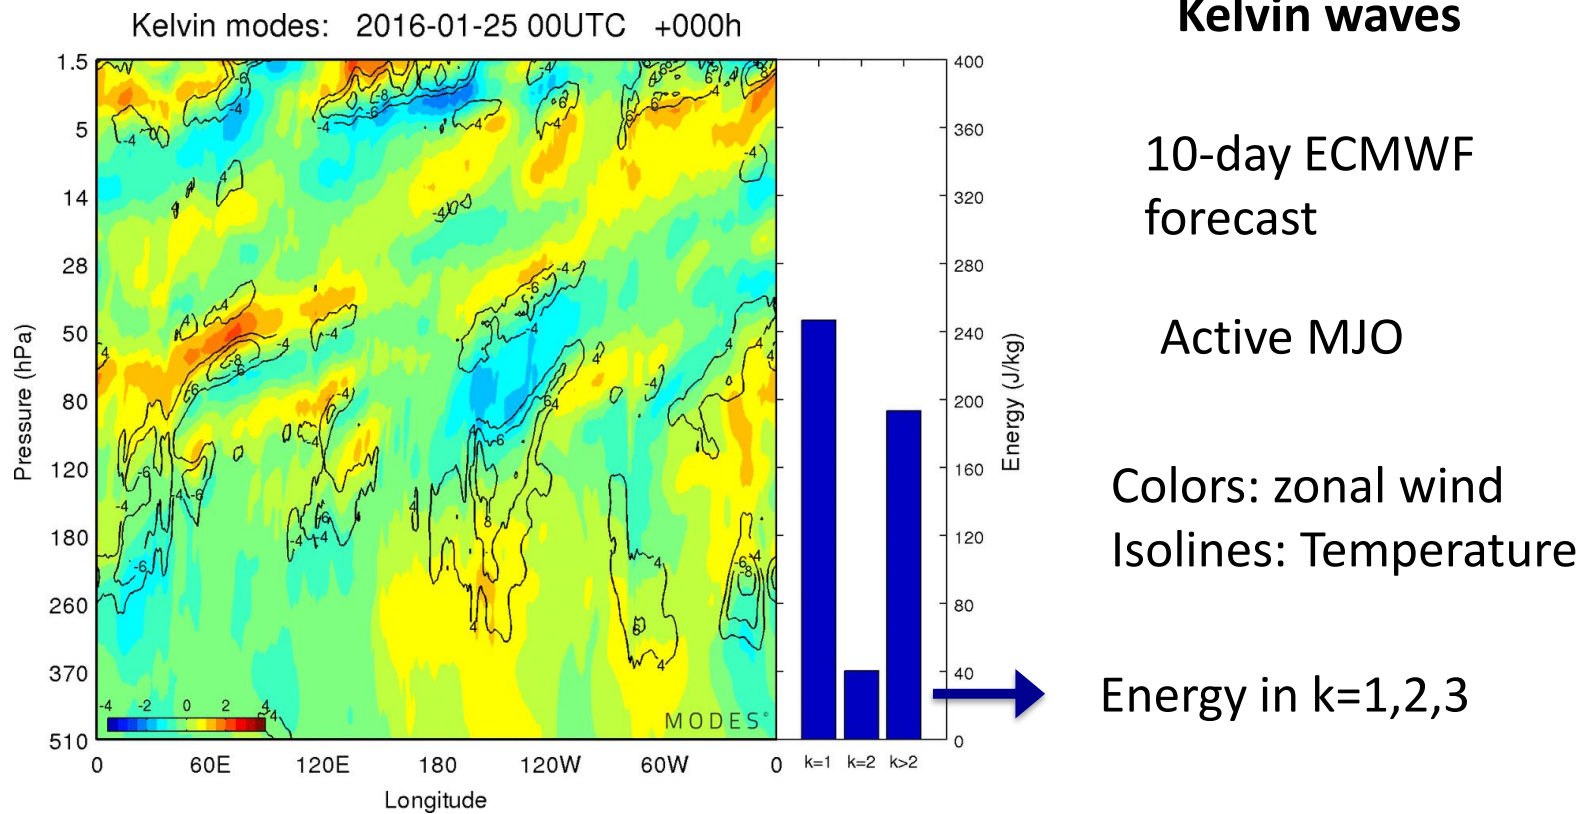 Kelvin modes: 2016-01-25 00UTC +000h
Kelvin waves
10-day ECMWF
forecast
Active MJO
Colors: zonal wind
Isolines: Temperature
Energy in k=1,2,3
Pressure (hPa)
1.5
5
14
28
50
80
120
180
260
370
510
0 60E 120E 180 120W 60W 0
Longitude
-4 -2 0 2 4
MODES©
400
360
320
280
240
200
160
120
80
40
0
Energy (J/kg)
k=1 k=2 k>2